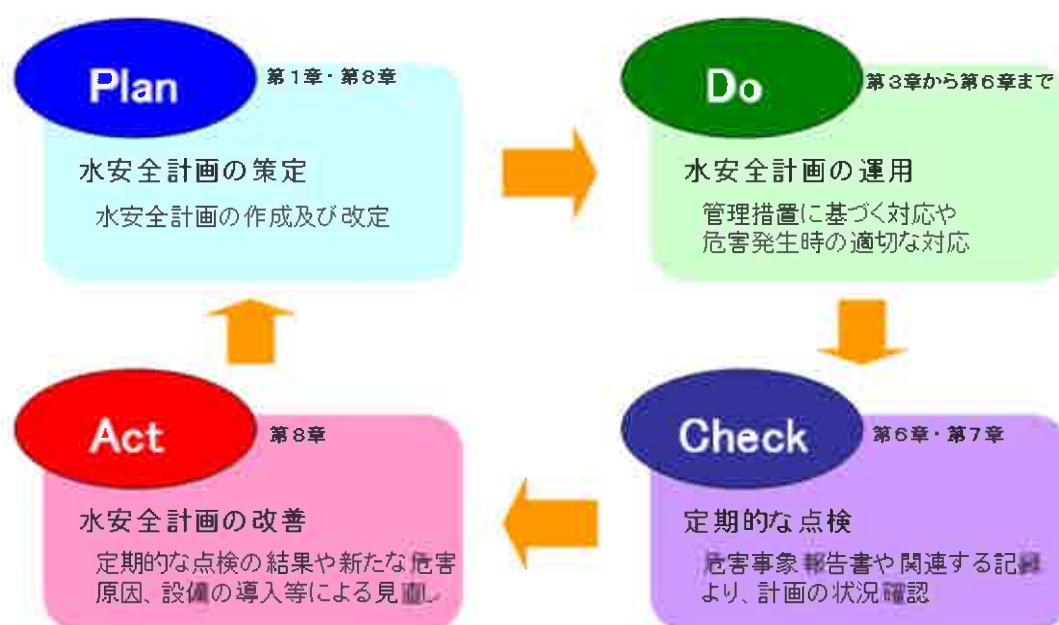 Plan
第1章・第8章
水安全計画の策定
水安全計画の作成及び改定
Do
第3章から第6章まで
水安全計画の運用
管理措置に基づく対応や
危害発生時の適切な対応
Check
第6章・第7章
定期的な点検
危害事象報告書や関連する記録
より、計画の状況確認
Act
第8章
水安全計画の改善
定期的な点検の結果や新たな危害
原因、設備の導入等による見直し